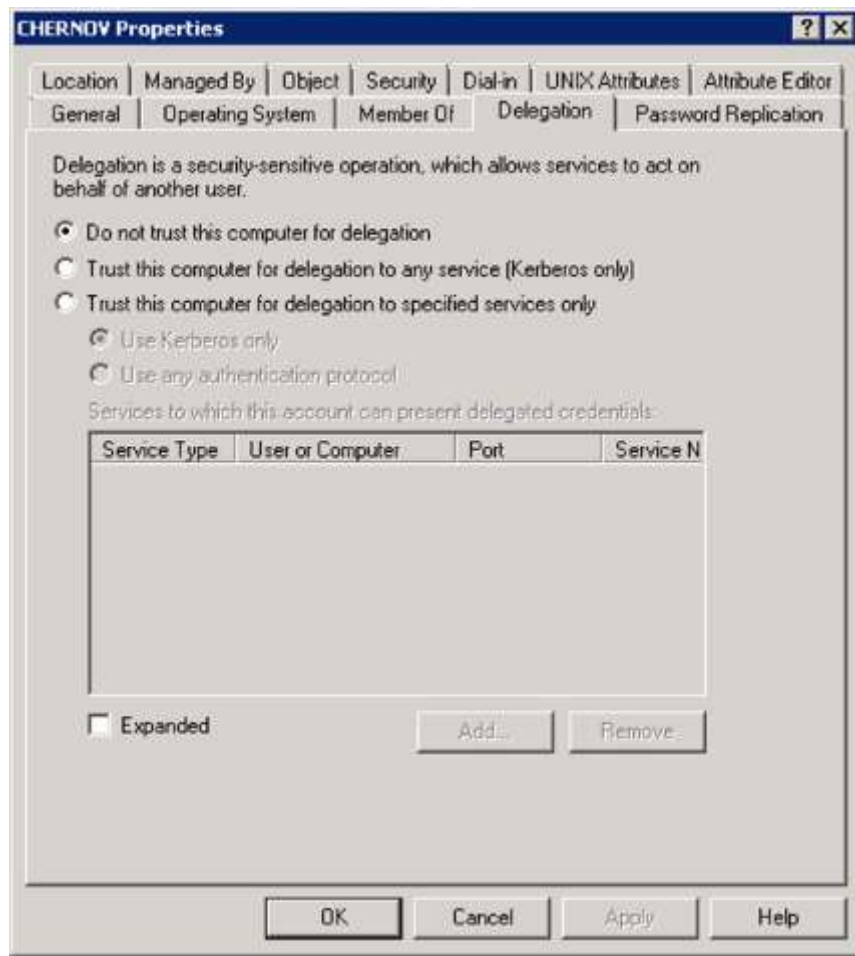 CHERNOV Properties
Location Managed By Object Security Dial-in UNIX Attributes Attribute Editor
General Operating System Member Of Delegation Password Replication
Delegation is a security-sensitive operation, which allows services to act on
behalf of another user.
Do not trust this computer for delegation
Trust this computer for delegation to any service (Kerberos only)
Trust this computer for delegation to specified services only
Use Kerberos only
Use any authentication protocol
Services to which this account can present delegated credentials:
Service Type User or Computer Port Service N
Expanded Add... Remove
OK Cancel Apply Help